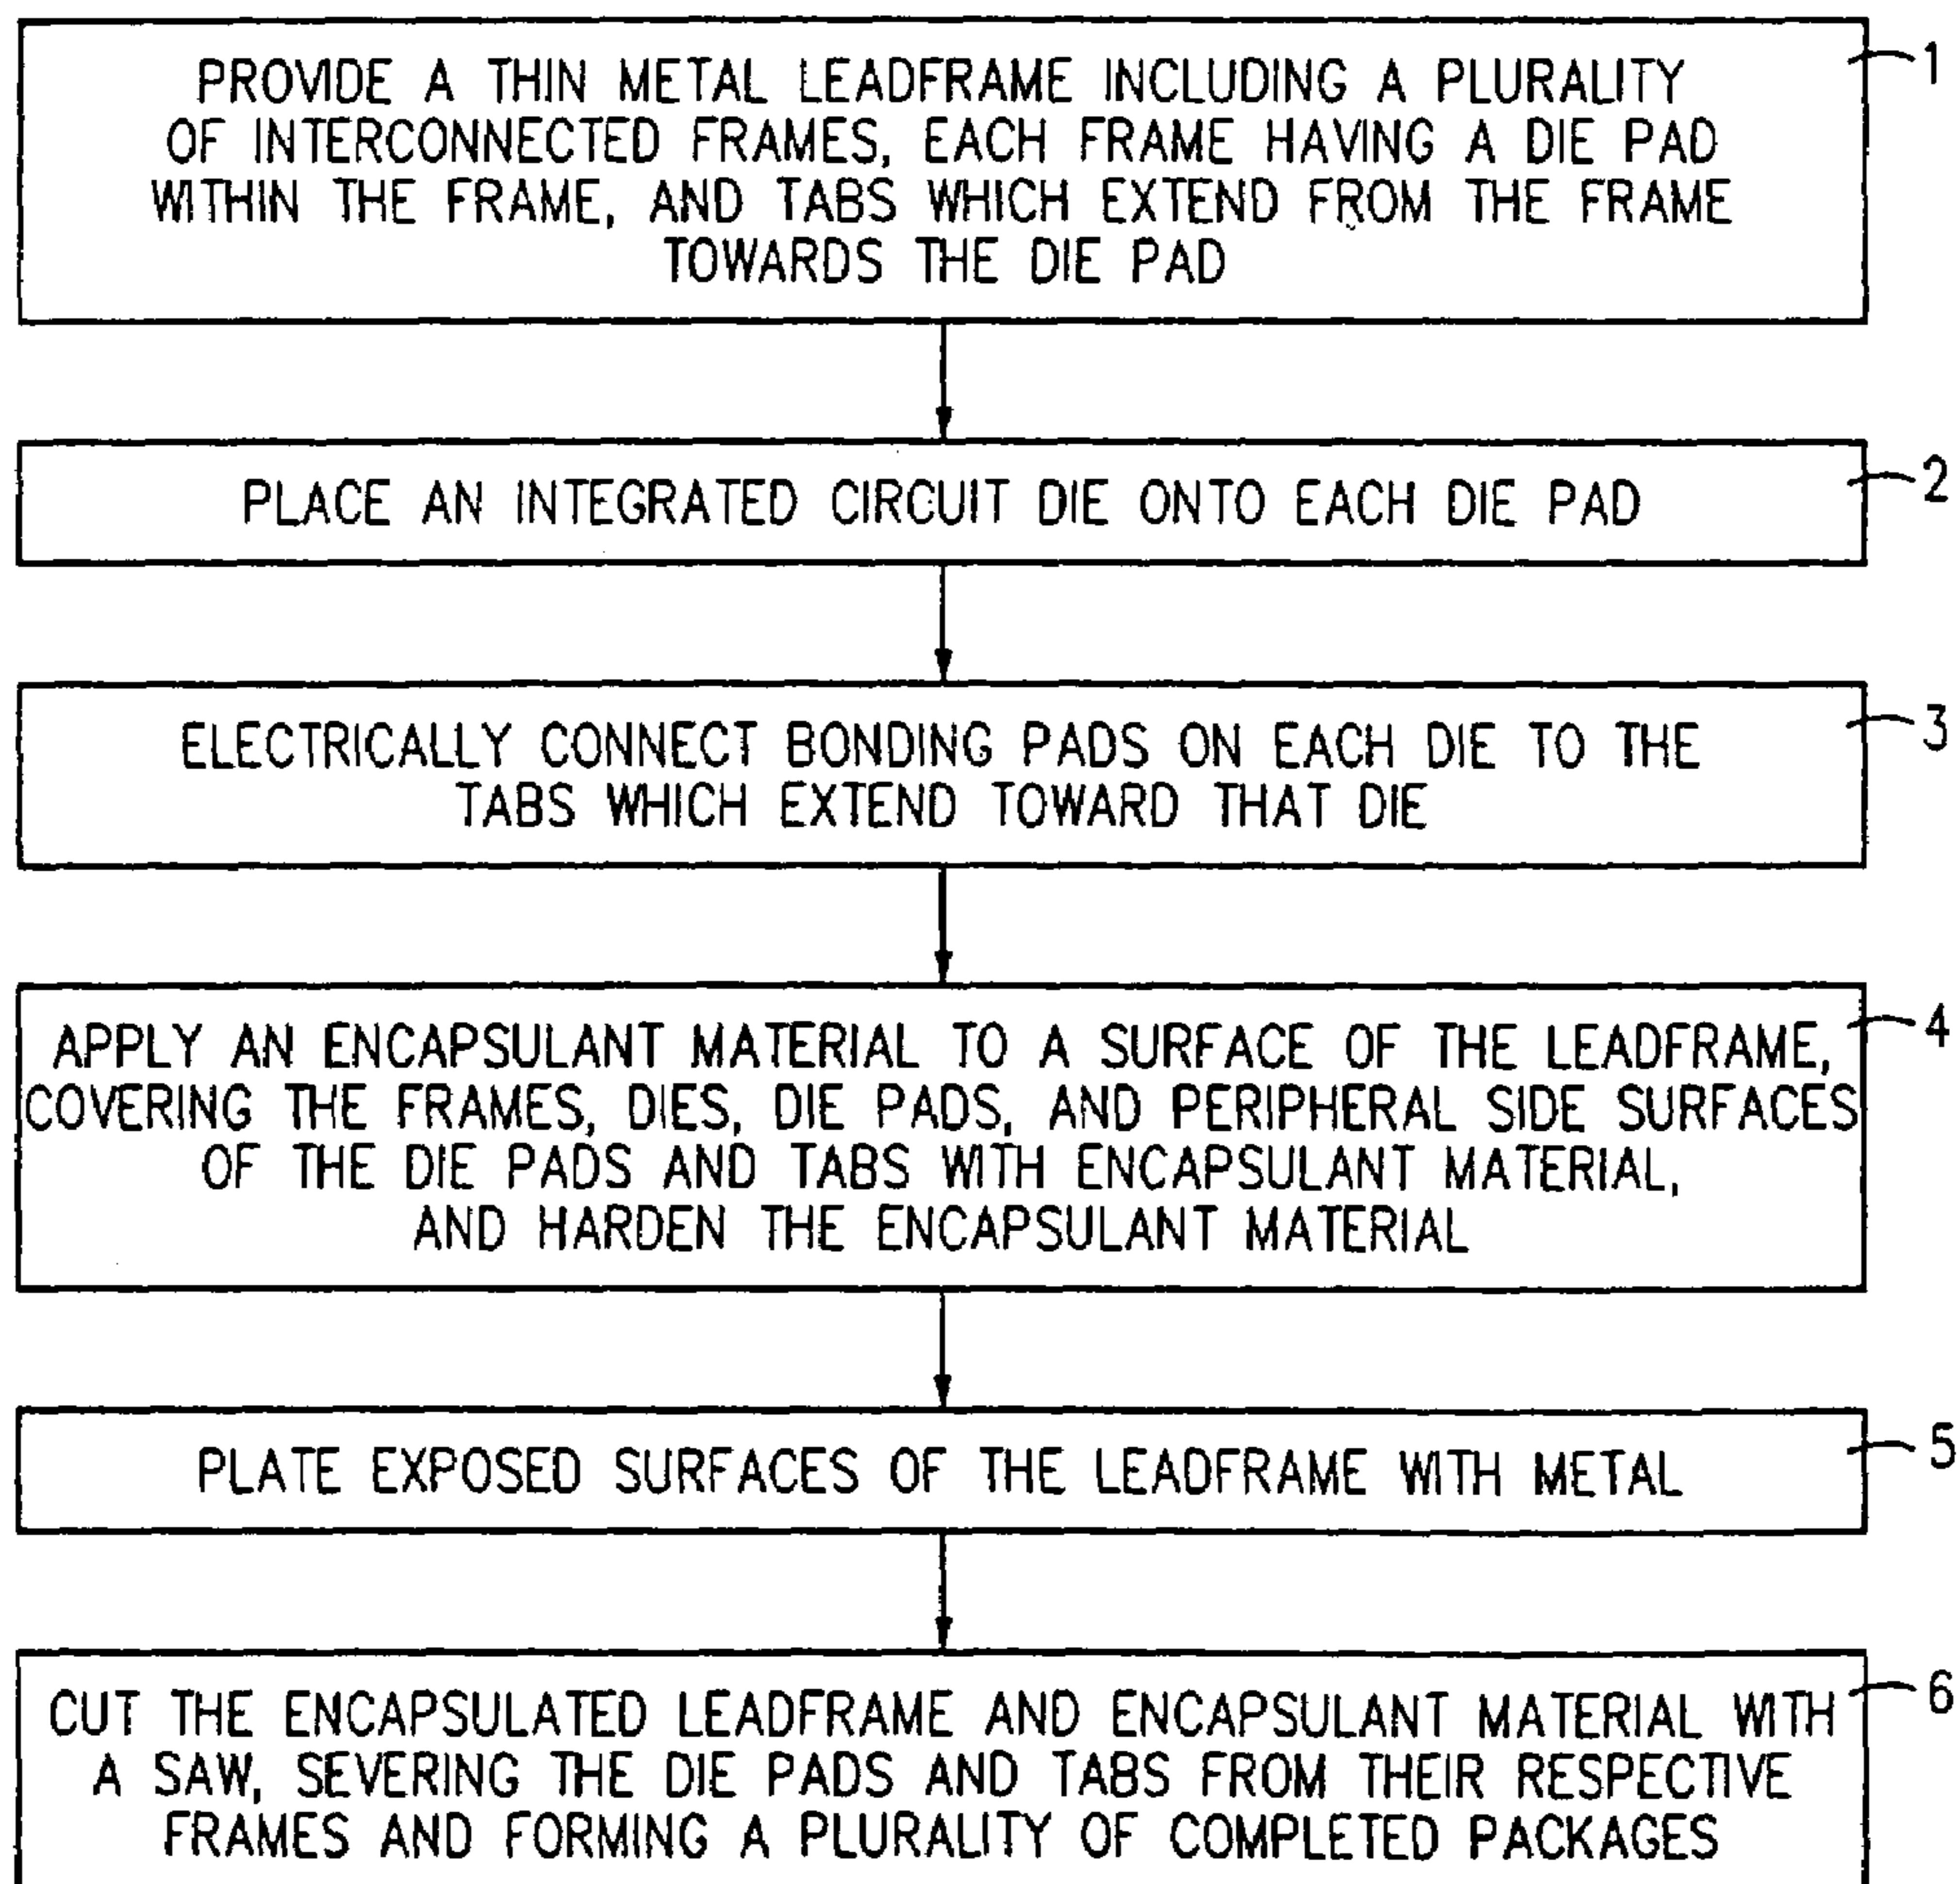 PROVIDE A THIN METAL LEADFRAME INCLUDING A PLURALITY
OF INTERCONNECTED FRAMES, EACH FRAME HAVING A DIE PAD
WITHIN THE FRAME, AND TABS WHICH EXTEND FROM THE FRAME
TOWARDS THE DIE PAD
1
PLACE AN INTEGRATED CIRCUIT DIE ONTO EACH DIE PAD
2
ELECTRICALLY CONNECT BONDING PADS ON EACH DIE TO THE
TABS WHICH EXTEND TOWARD THAT DIE
3
APPLY AN ENCAPSULANT MATERIAL TO A SURFACE OF THE LEADFRAME,
COVERING THE FRAMES, DIES, DIE PADS, AND PERIPHERAL SIDE SURFACES
OF THE DIE PADS AND TABS WITH ENCAPSULANT MATERIAL,
AND HARDEN THE ENCAPSULANT MATERIAL
4
PLATE EXPOSED SURFACES OF THE LEADFRAME WITH METAL
5
CUT THE ENCAPSULATED LEADFRAME AND ENCAPSULANT MATERIAL WITH
A SAW, SEVERING THE DIE PADS AND TABS FROM THEIR RESPECTIVE
FRAMES AND FORMING A PLURALITY OF COMPLETED PACKAGES
6